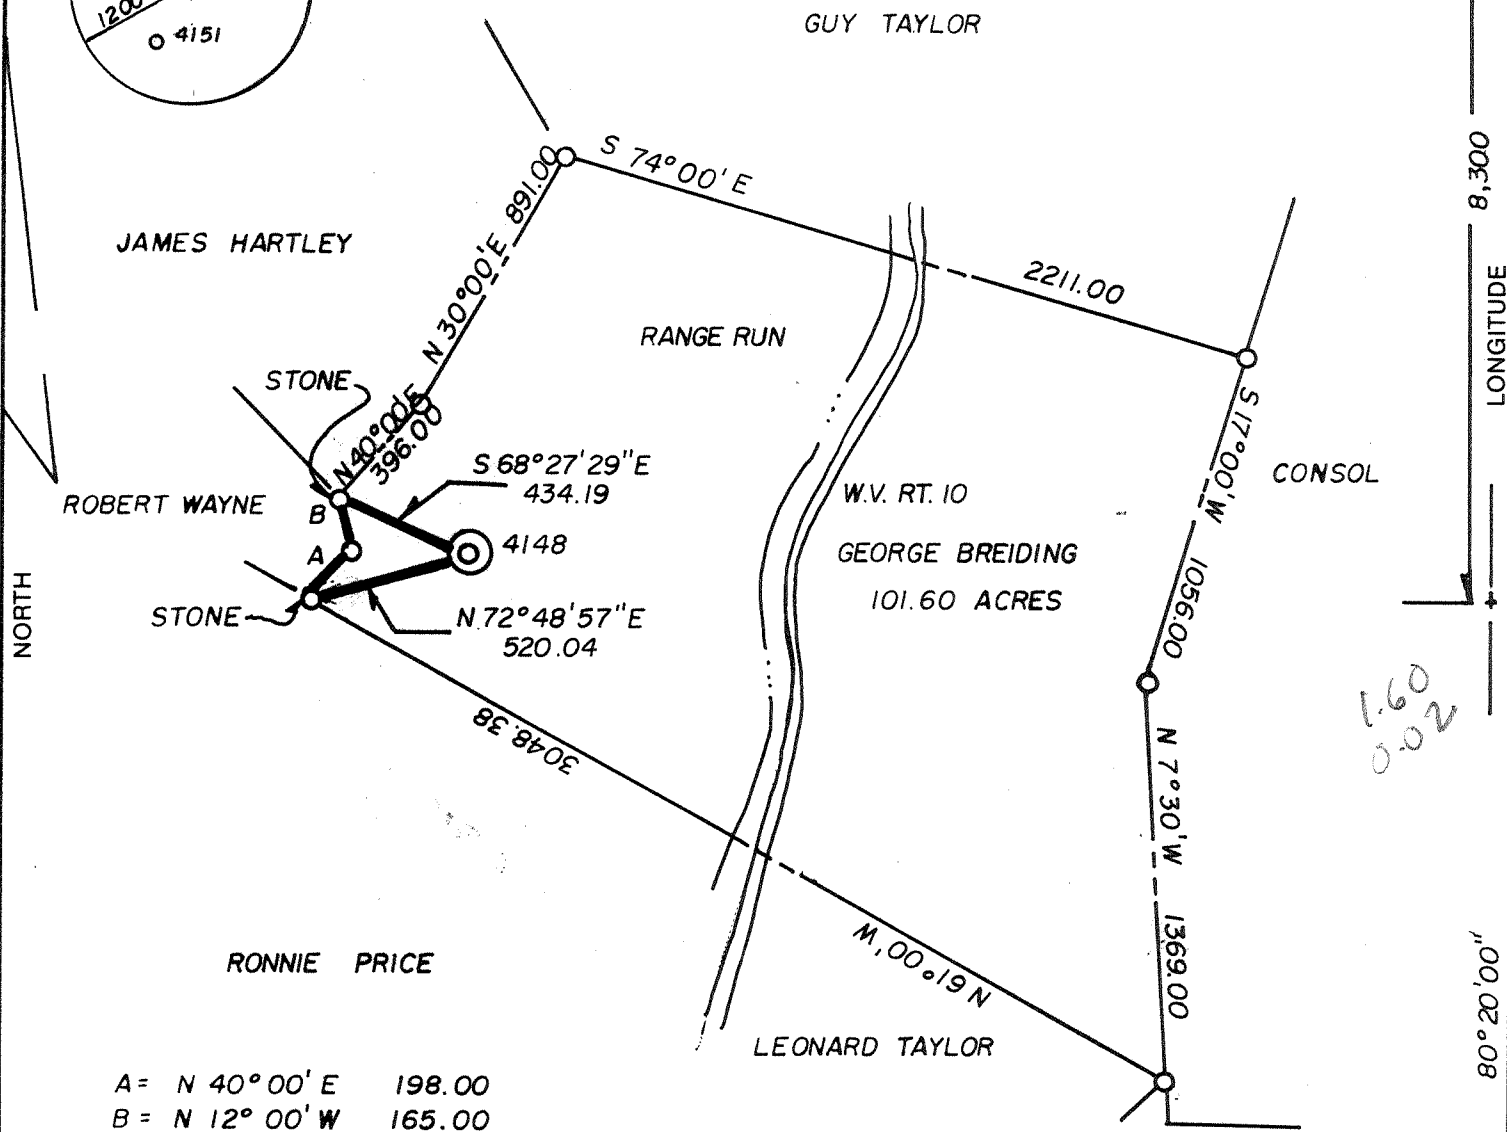 1200
4151
GUY TAYLOR
S 74°00'E
2211.00
8,300
LONGITUDE
JAMES HARTLEY
N 30°00'E 891.00
RANGE RUN
STONE
N 40°00'E
396.00
S 68°27'29"E
434.19
ROBERT WAYNE
B
A
4148
STONE
N 72°48'57"E
520.04
W.V. RT. 10
GEORGE BREIDING
101.60 ACRES
S 17°00'W 1056.00
CONSOL
NORTH
1.60
0.02
3048.38
N 61°00'W
N 7°30'W 1369.00
RONNIE PRICE
LEONARD TAYLOR
80°20'00"
A = N 40°00' E 198.00
B = N 12°00' W 165.00